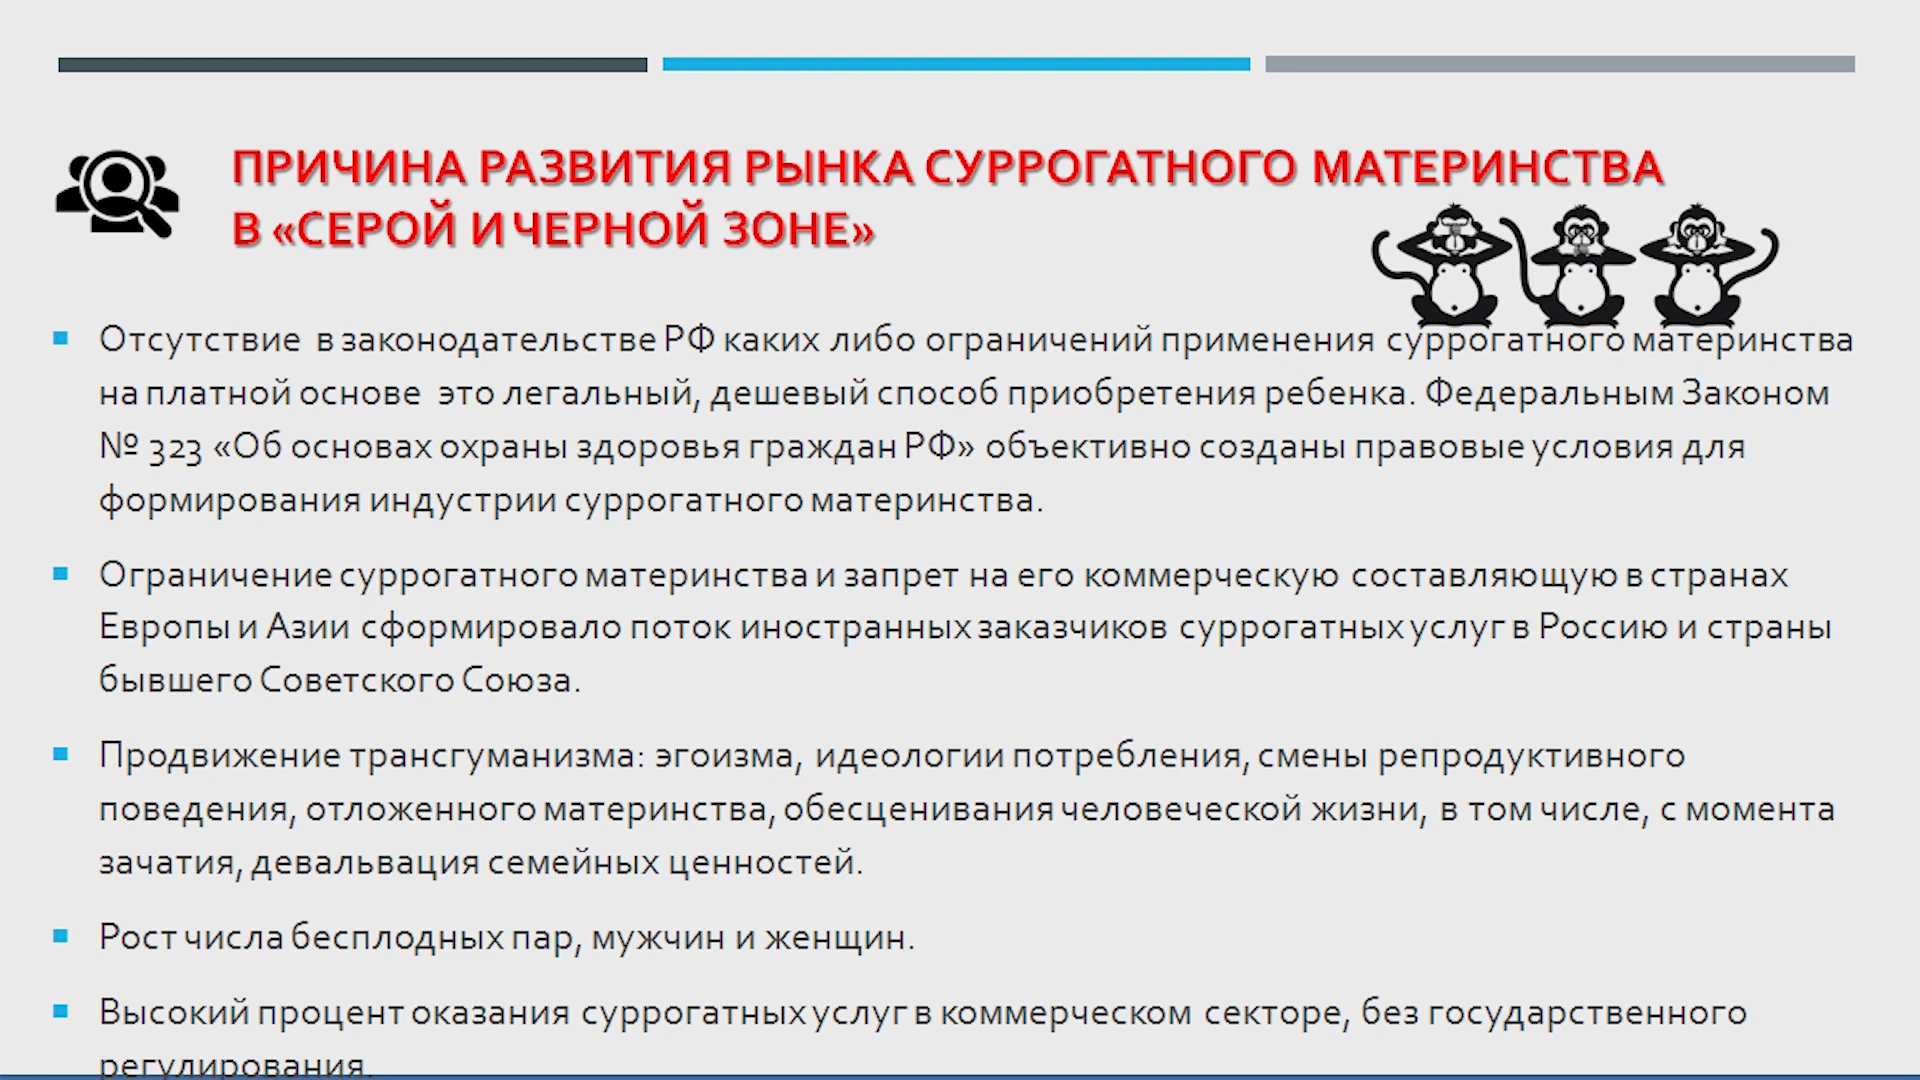 ПРИЧИНА РАЗВИТИЯ РЫНКА СУРРОГАТНОГО МАТЕРИНСТВА
В «СЕРОЙ И ЧЕРНОЙ ЗОНЕ»
Отсутствие в законодательстве РФ каких либо ограничений применения суррогатного материнства
на платной основе это легальный, дешевый способ приобретения ребенка. Федеральным Законом
№ 323 «Об основах охраны здоровья граждан РФ» объективно созданы правовые условия для
формирования индустрии суррогатного материнства.
Ограничение суррогатного материнства и запрет на его коммерческую составляющую в странах
Европы и Азии сформировало поток иностранных заказчиков суррогатных услуг в Россию и страны
бывшего Советского Союза.
Продвижение трансгуманизма: эгоизма, идеологии потребления, смены репродуктивного
поведения, отложенного материнства, обесценивания человеческой жизни, в том числе, с момента
зачатия, девальвация семейных ценностей.
Рост числа бесплодных пар, мужчин и женщин.
Высокий процент оказания суррогатных услуг в коммерческом секторе, без государственного
регулирования.